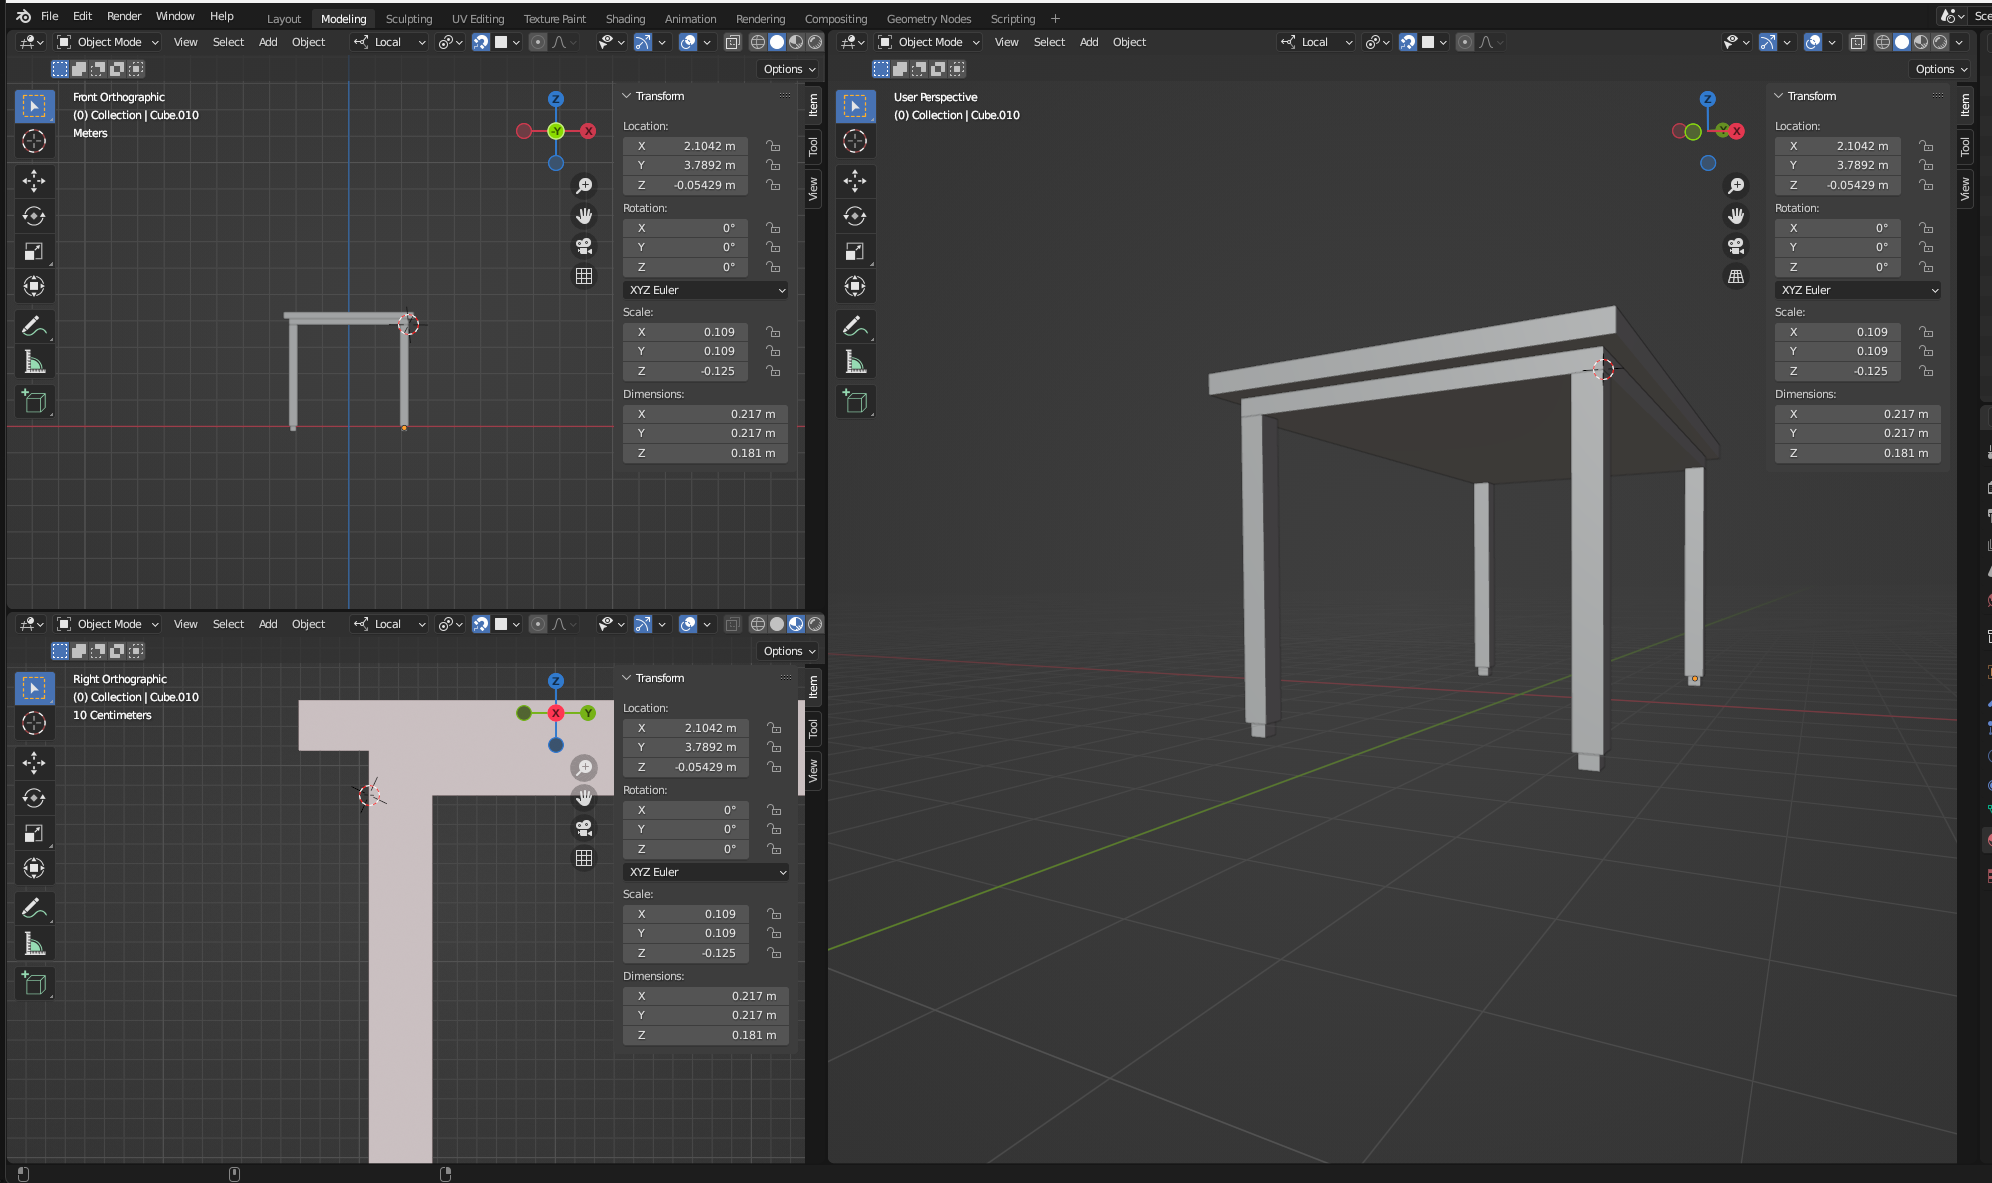 File Edit Render Window Help Layout Modeling Sculpting UV Editing Texture Paint Shading Animation Rendering Compositing Geometry Nodes Scripting + Sce
Object Mode View Select Add Object Local
Options
Front Orthographic
(0) Collection | Cube.010
Meters
Z
-Y
X
Transform
Location:
X 2.1042 m
Y 3.7892 m
Z -0.05429 m
Rotation:
X 0°
Y 0°
Z 0°
XYZ Euler
Scale:
X 0.109
Y 0.109
Z -0.125
Dimensions:
X 0.217 m
Y 0.217 m
Z 0.181 m
Item
Tool
View
Object Mode View Select Add Object Local
Options
User Perspective
(0) Collection | Cube.010
Z
Y
X
Transform
Location:
X 2.1042 m
Y 3.7892 m
Z -0.05429 m
Rotation:
X 0°
Y 0°
Z 0°
XYZ Euler
Scale:
X 0.109
Y 0.109
Z -0.125
Dimensions:
X 0.217 m
Y 0.217 m
Z 0.181 m
Item
Tool
View
Object Mode View Select Add Object Local
Options
Right Orthographic
(0) Collection | Cube.010
10 Centimeters
Z
X
Y
Transform
Location:
X 2.1042 m
Y 3.7892 m
Z -0.05429 m
Rotation:
X 0°
Y 0°
Z 0°
XYZ Euler
Scale:
X 0.109
Y 0.109
Z -0.125
Dimensions:
X 0.217 m
Y 0.217 m
Z 0.181 m
Item
Tool
View